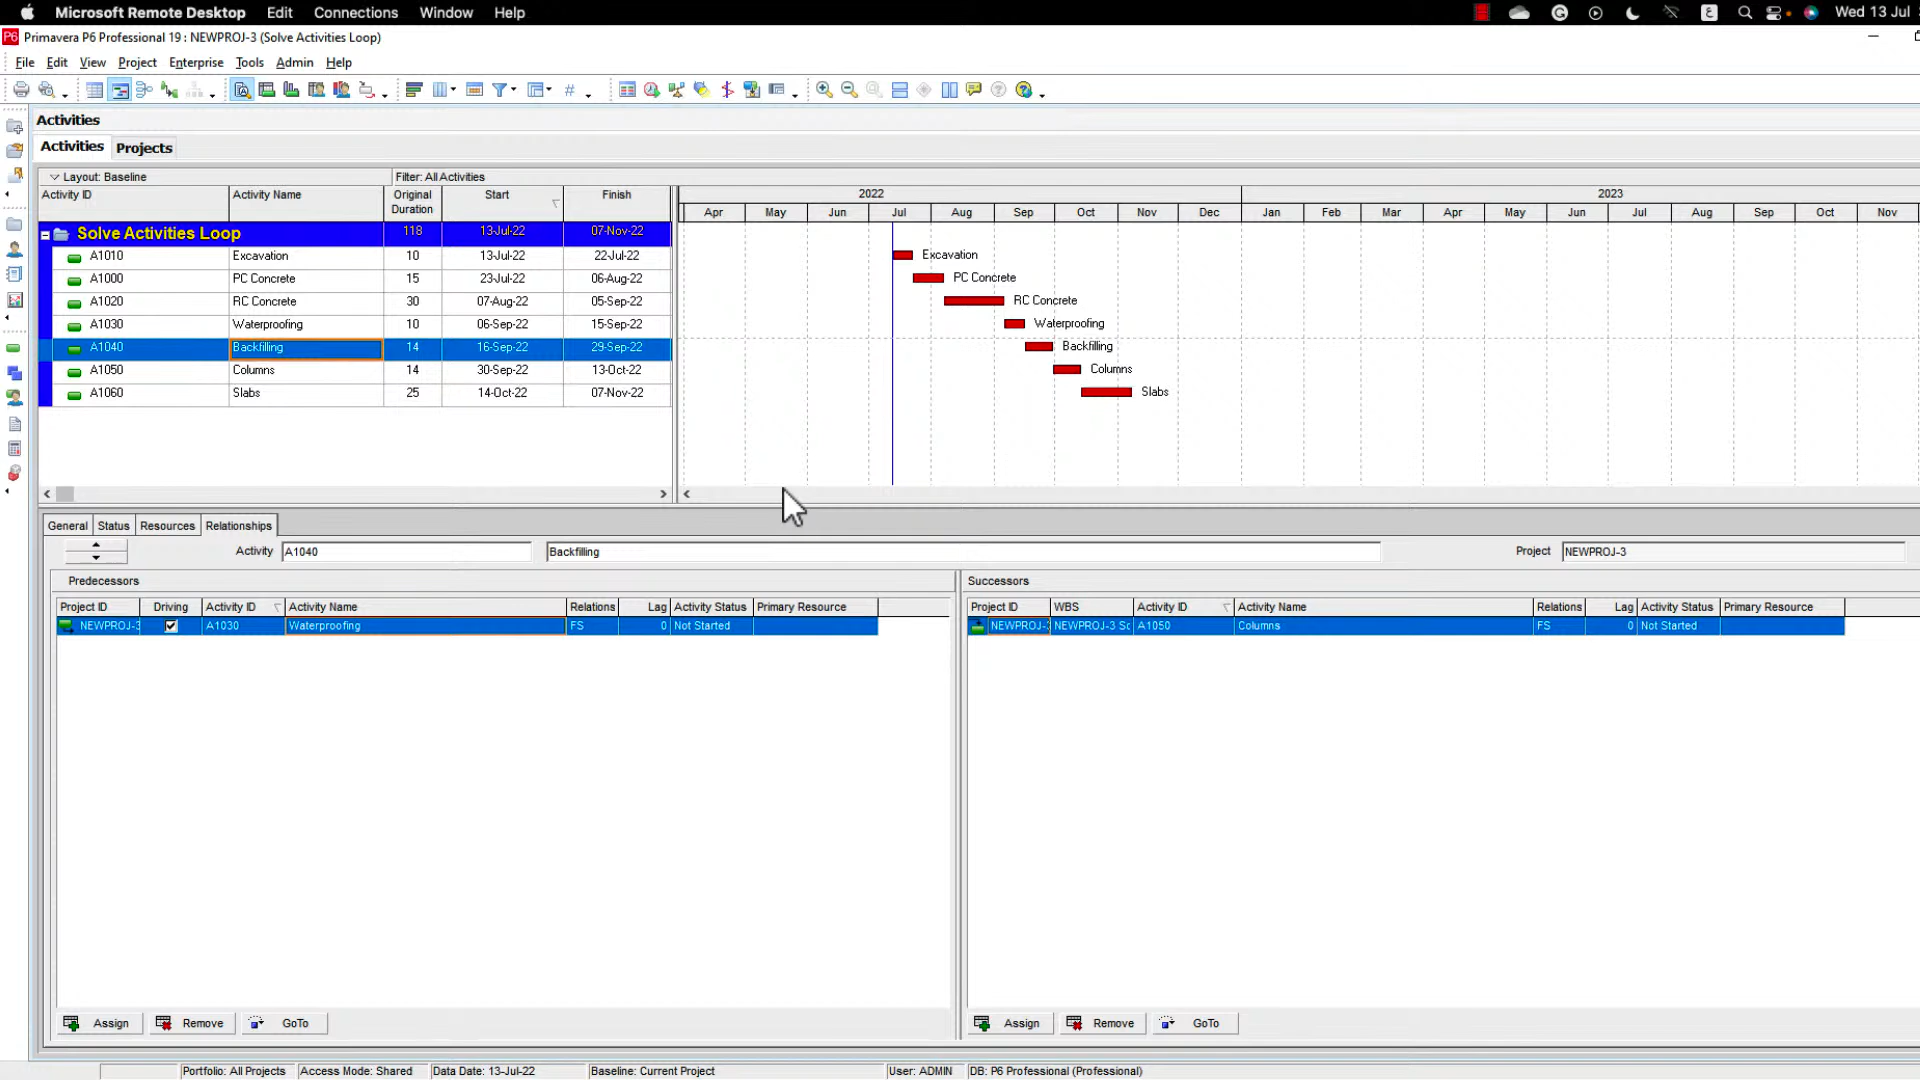 Microsoft Remote Desktop Edit Connections Window Help Wed 13 Jul
Primavera P6 Professional 19 : NEWPROJ-3 (Solve Activities Loop)
File Edit View Project Enterprise Tools Admin Help
Activities
Activities Projects
Layout: Baseline Filter: All Activities
Activity ID Activity Name Original Duration Start Finish
2022 2023
Apr May Jun Jul Aug Sep Oct Nov Dec Jan Feb Mar Apr May Jun Jul Aug Sep Oct Nov
Solve Activities Loop 118 13-Jul-22 07-Nov-22
A1010 Excavation 10 13-Jul-22 22-Jul-22 Excavation
A1000 PC Concrete 15 23-Jul-22 06-Aug-22 PC Concrete
A1020 RC Concrete 30 07-Aug-22 05-Sep-22 RC Concrete
A1030 Waterproofing 10 06-Sep-22 15-Sep-22 Waterproofing
A1040 Backfilling 14 16-Sep-22 29-Sep-22 Backfilling
A1050 Columns 14 30-Sep-22 13-Oct-22 Columns
A1060 Slabs 25 14-Oct-22 07-Nov-22 Slabs
General Status Resources Relationships
Activity A1040 Backfilling Project NEWPROJ-3
Predecessors Successors
Project ID Driving Activity ID Activity Name Relations Lag Activity Status Primary Resource Project ID WBS Activity ID Activity Name Relations Lag Activity Status Primary Resource
NEWPROJ-3 A1030 Waterproofing FS 0 Not Started NEWPROJ-3 NEWPROJ-3 Sc A1050 Columns FS 0 Not Started
Assign Remove GoTo Assign Remove GoTo
Portfolio: All Projects Access Mode: Shared Data Date: 13-Jul-22 Baseline: Current Project User: ADMIN DB: P6 Professional (Professional)